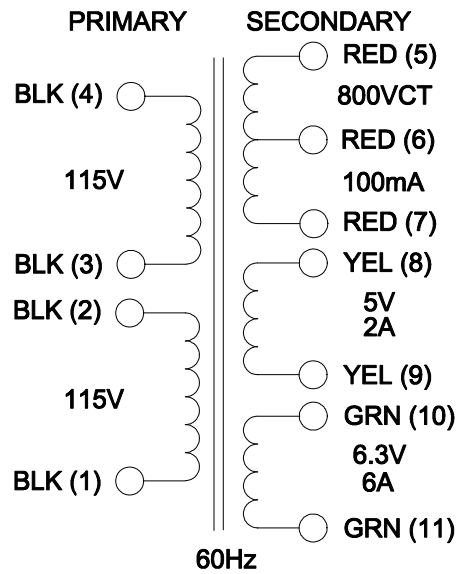 PRIMARY
SECONDARY
BLK (4)
115V
BLK (3)
BLK (2)
115V
BLK (1)
RED (5)
800VCT
RED (6)
100mA
RED (7)
YEL (8)
5V
2A
YEL (9)
GRN (10)
6.3V
6A
GRN (11)
60Hz